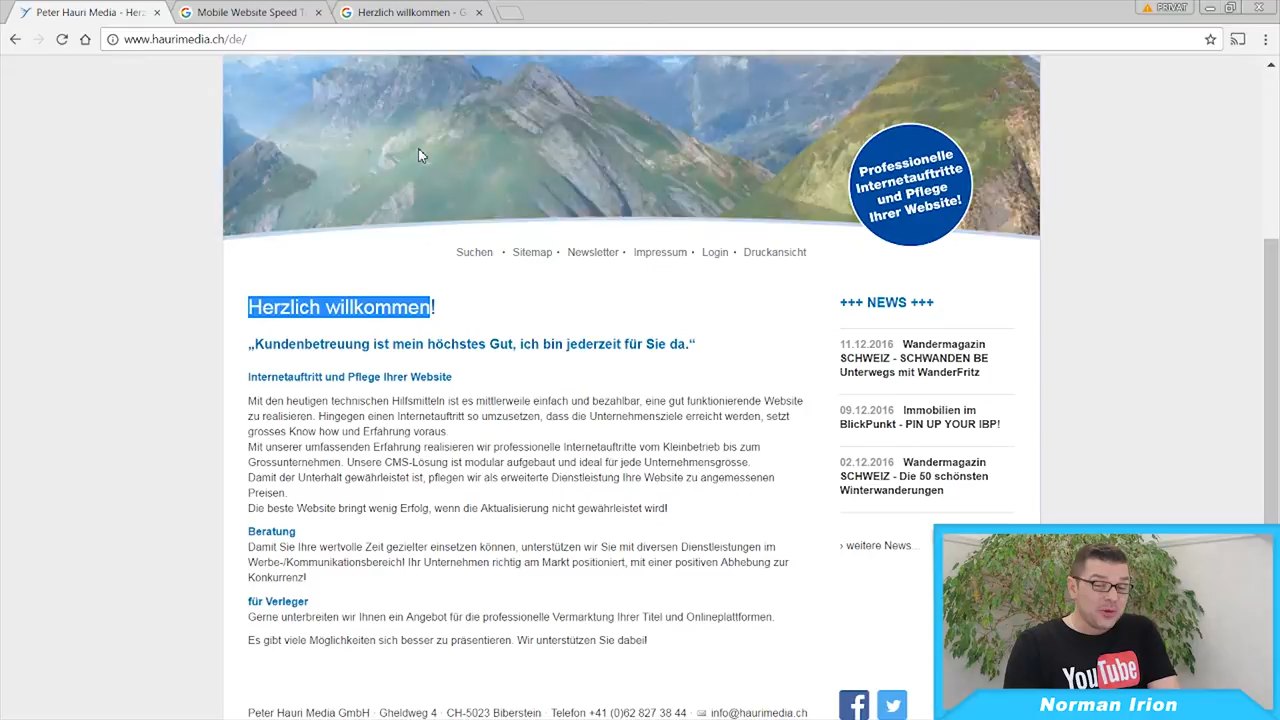 Peter Hauri Media - Herz
Mobile Website Speed T
Herzlich willkommen - G
PRIVAT
www.haurimedia.ch/de/
Professionelle
Internetauftritte
und Pflege
Ihrer Website!
Suchen • Sitemap • Newsletter • Impressum • Login • Druckansicht
Herzlich willkommen!
„Kundenbetreuung ist mein höchstes Gut, ich bin jederzeit für Sie da.“
Internetauftritt und Pflege Ihrer Website
Mit den heutigen technischen Hilfsmitteln ist es mittlerweile einfach und bezahlbar, eine gut funktionierende Website
zu realisieren. Hingegen einen Internetauftritt so umzusetzen, dass die Unternehmensziele erreicht werden, setzt
grosses Know how und Erfahrung voraus.
Mit unserer umfassenden Erfahrung realisieren wir professionelle Internetauftritte vom Kleinbetrieb bis zum
Grossunternehmen. Unsere CMS-Lösung ist modular aufgebaut und ideal für jede Unternehmensgrosse.
Damit der Unterhalt gewährleistet ist, pflegen wir als erweiterte Dienstleistung Ihre Website zu angemessenen
Preisen.
Die beste Website bringt wenig Erfolg, wenn die Aktualisierung nicht gewährleistet wird!
Beratung
Damit Sie Ihre wertvolle Zeit gezielter einsetzen können, unterstützen wir Sie mit diversen Dienstleistungen im
Werbe-/Kommunikationsbereich! Ihr Unternehmen richtig am Markt positioniert, mit einer positiven Abhebung zur
Konkurrenz!
für Verleger
Gerne unterbreiten wir Ihnen ein Angebot für die professionelle Vermarktung Ihrer Titel und Onlineplattformen.
Es gibt viele Möglichkeiten sich besser zu präsentieren. Wir unterstützen Sie dabei!
+++ NEWS +++
11.12.2016 Wandermagazin
SCHWEIZ - SCHWANDEN BE
Unterwegs mit WanderFritz
09.12.2016 Immobilien im
BlickPunkt - PIN UP YOUR IBP!
02.12.2016 Wandermagazin
SCHWEIZ - Die 50 schönsten
Winterwanderungen
› weitere News...
Peter Hauri Media GmbH · Gheldweg 4 · CH-5023 Biberstein · Telefon +41 (0)62 827 38 44 · info@haurimedia.ch
YouTube
Norman Irion